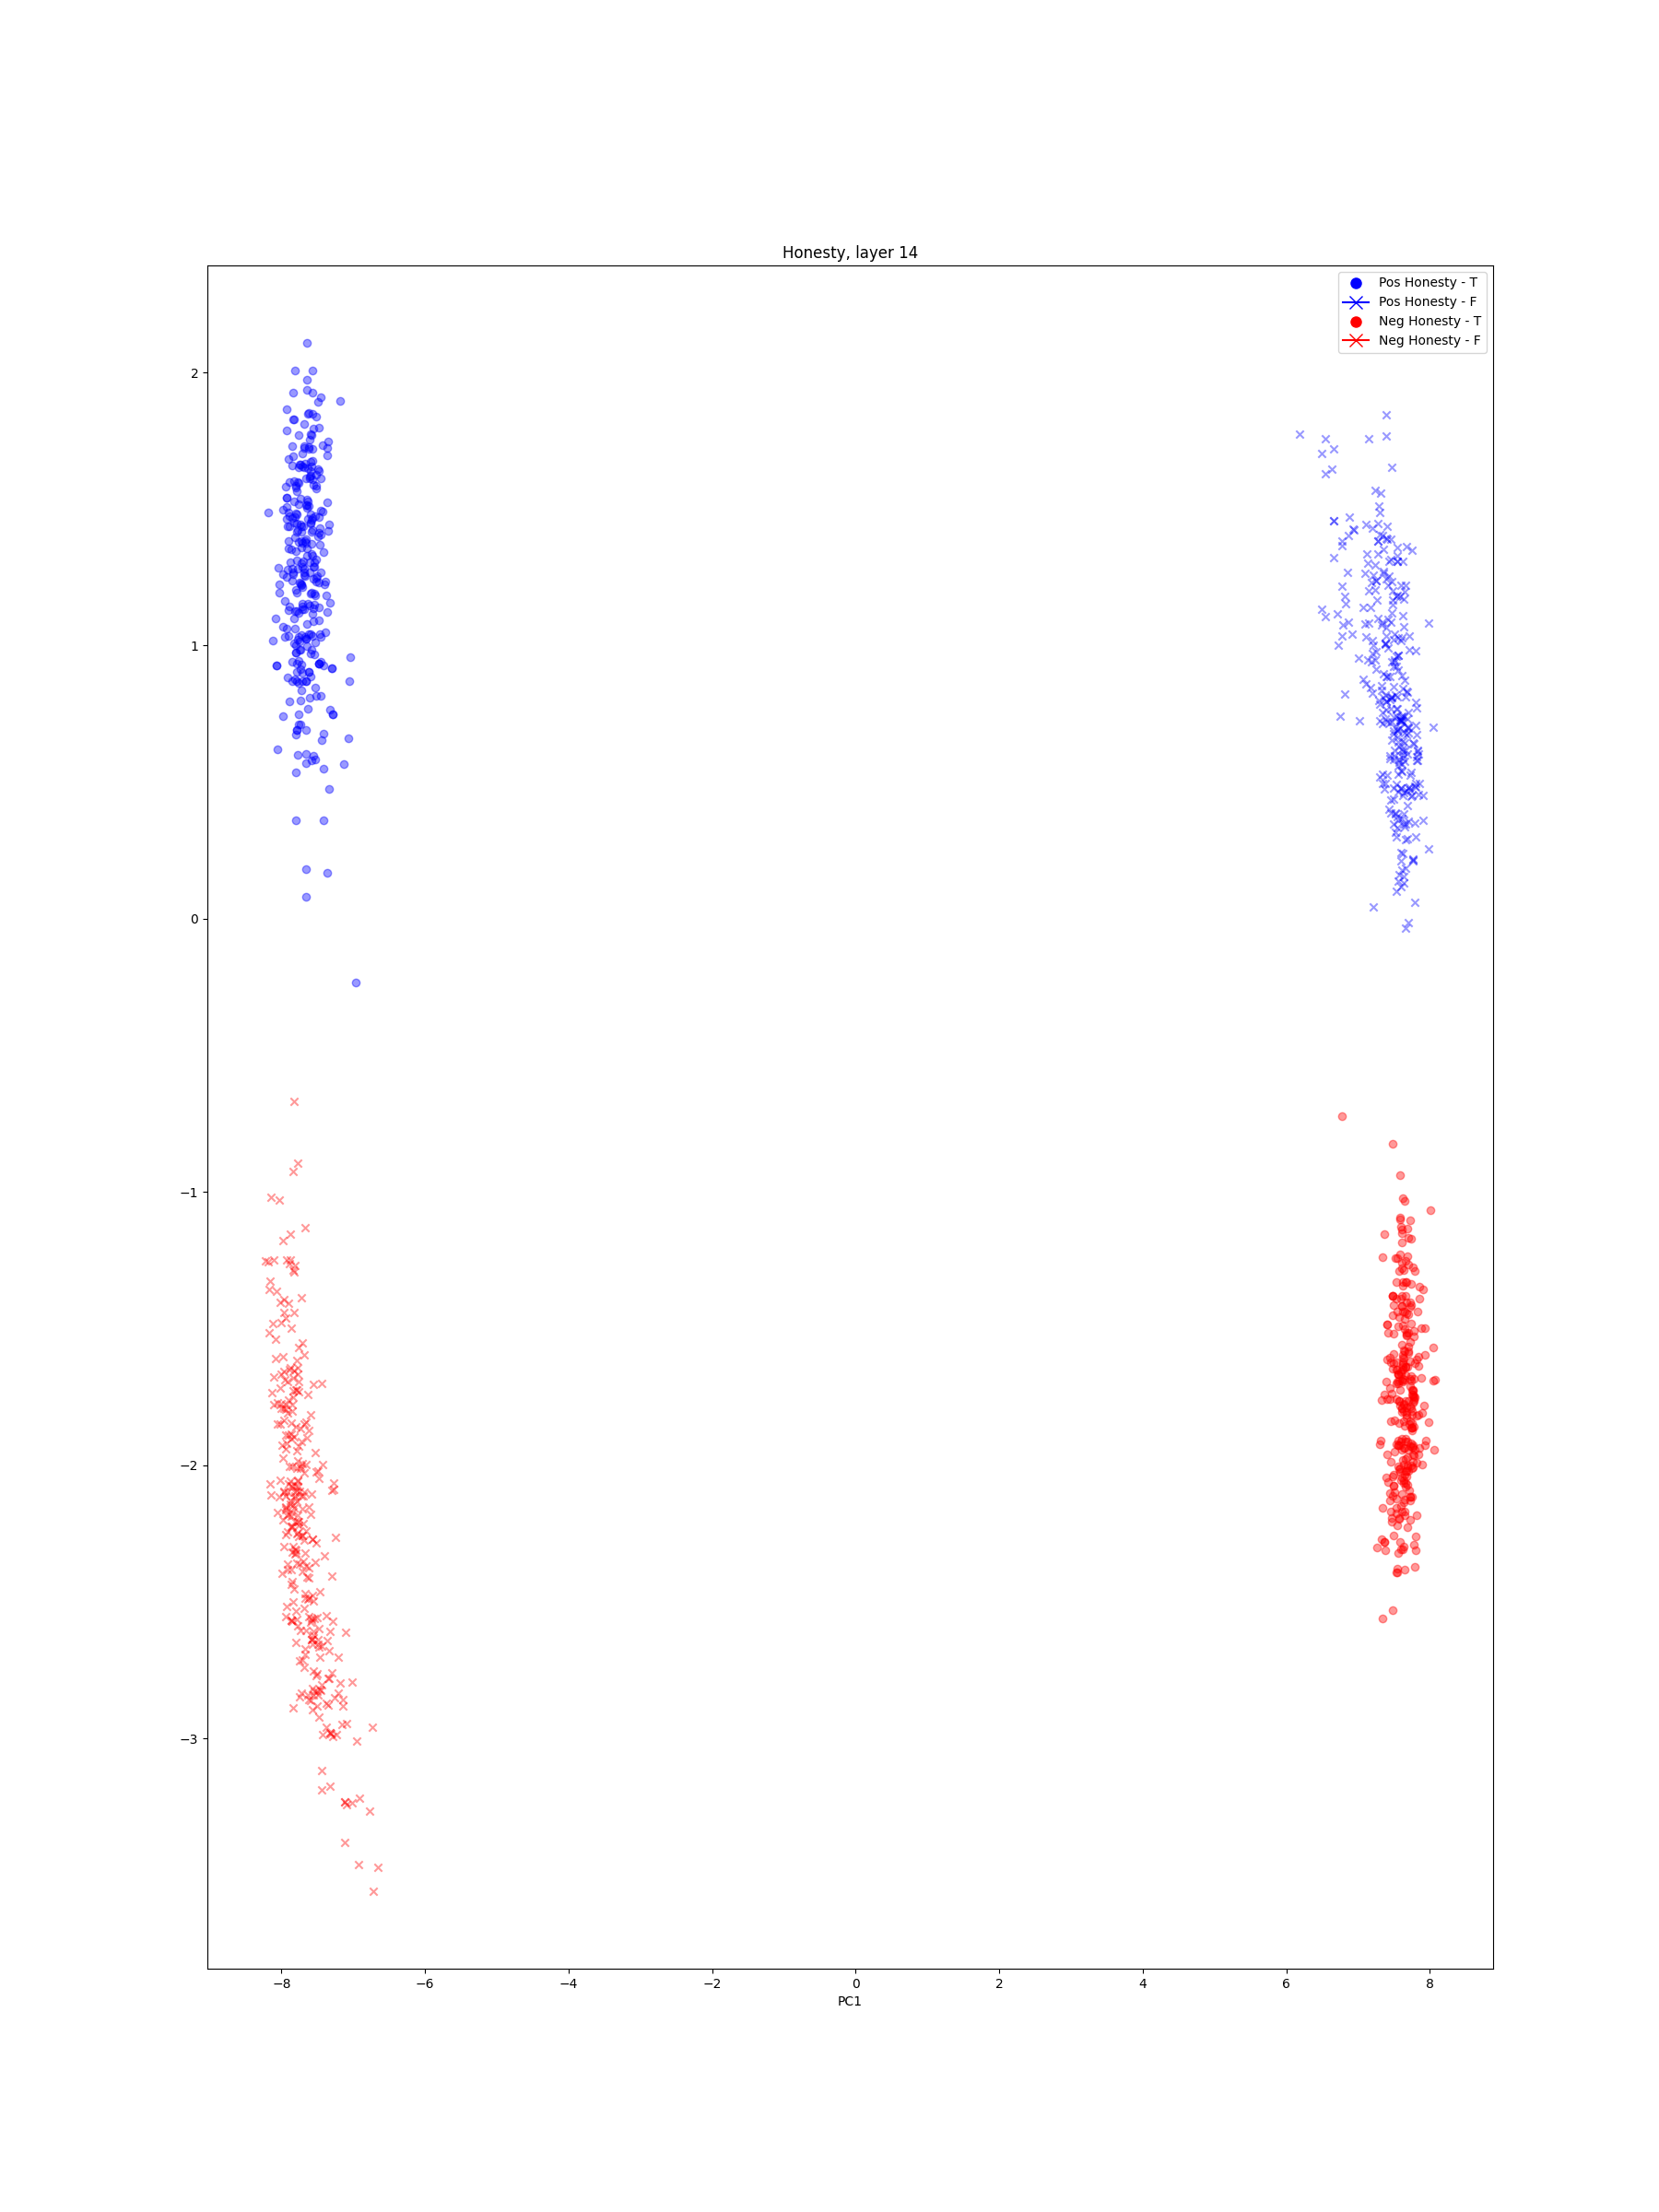 Honesty, layer 14
Pos Honesty - T
Pos Honesty - F
Neg Honesty - T
Neg Honesty - F
2
1
0
−1
−2
−3
−8 −6 −4 −2 0 2 4 6 8
PC1